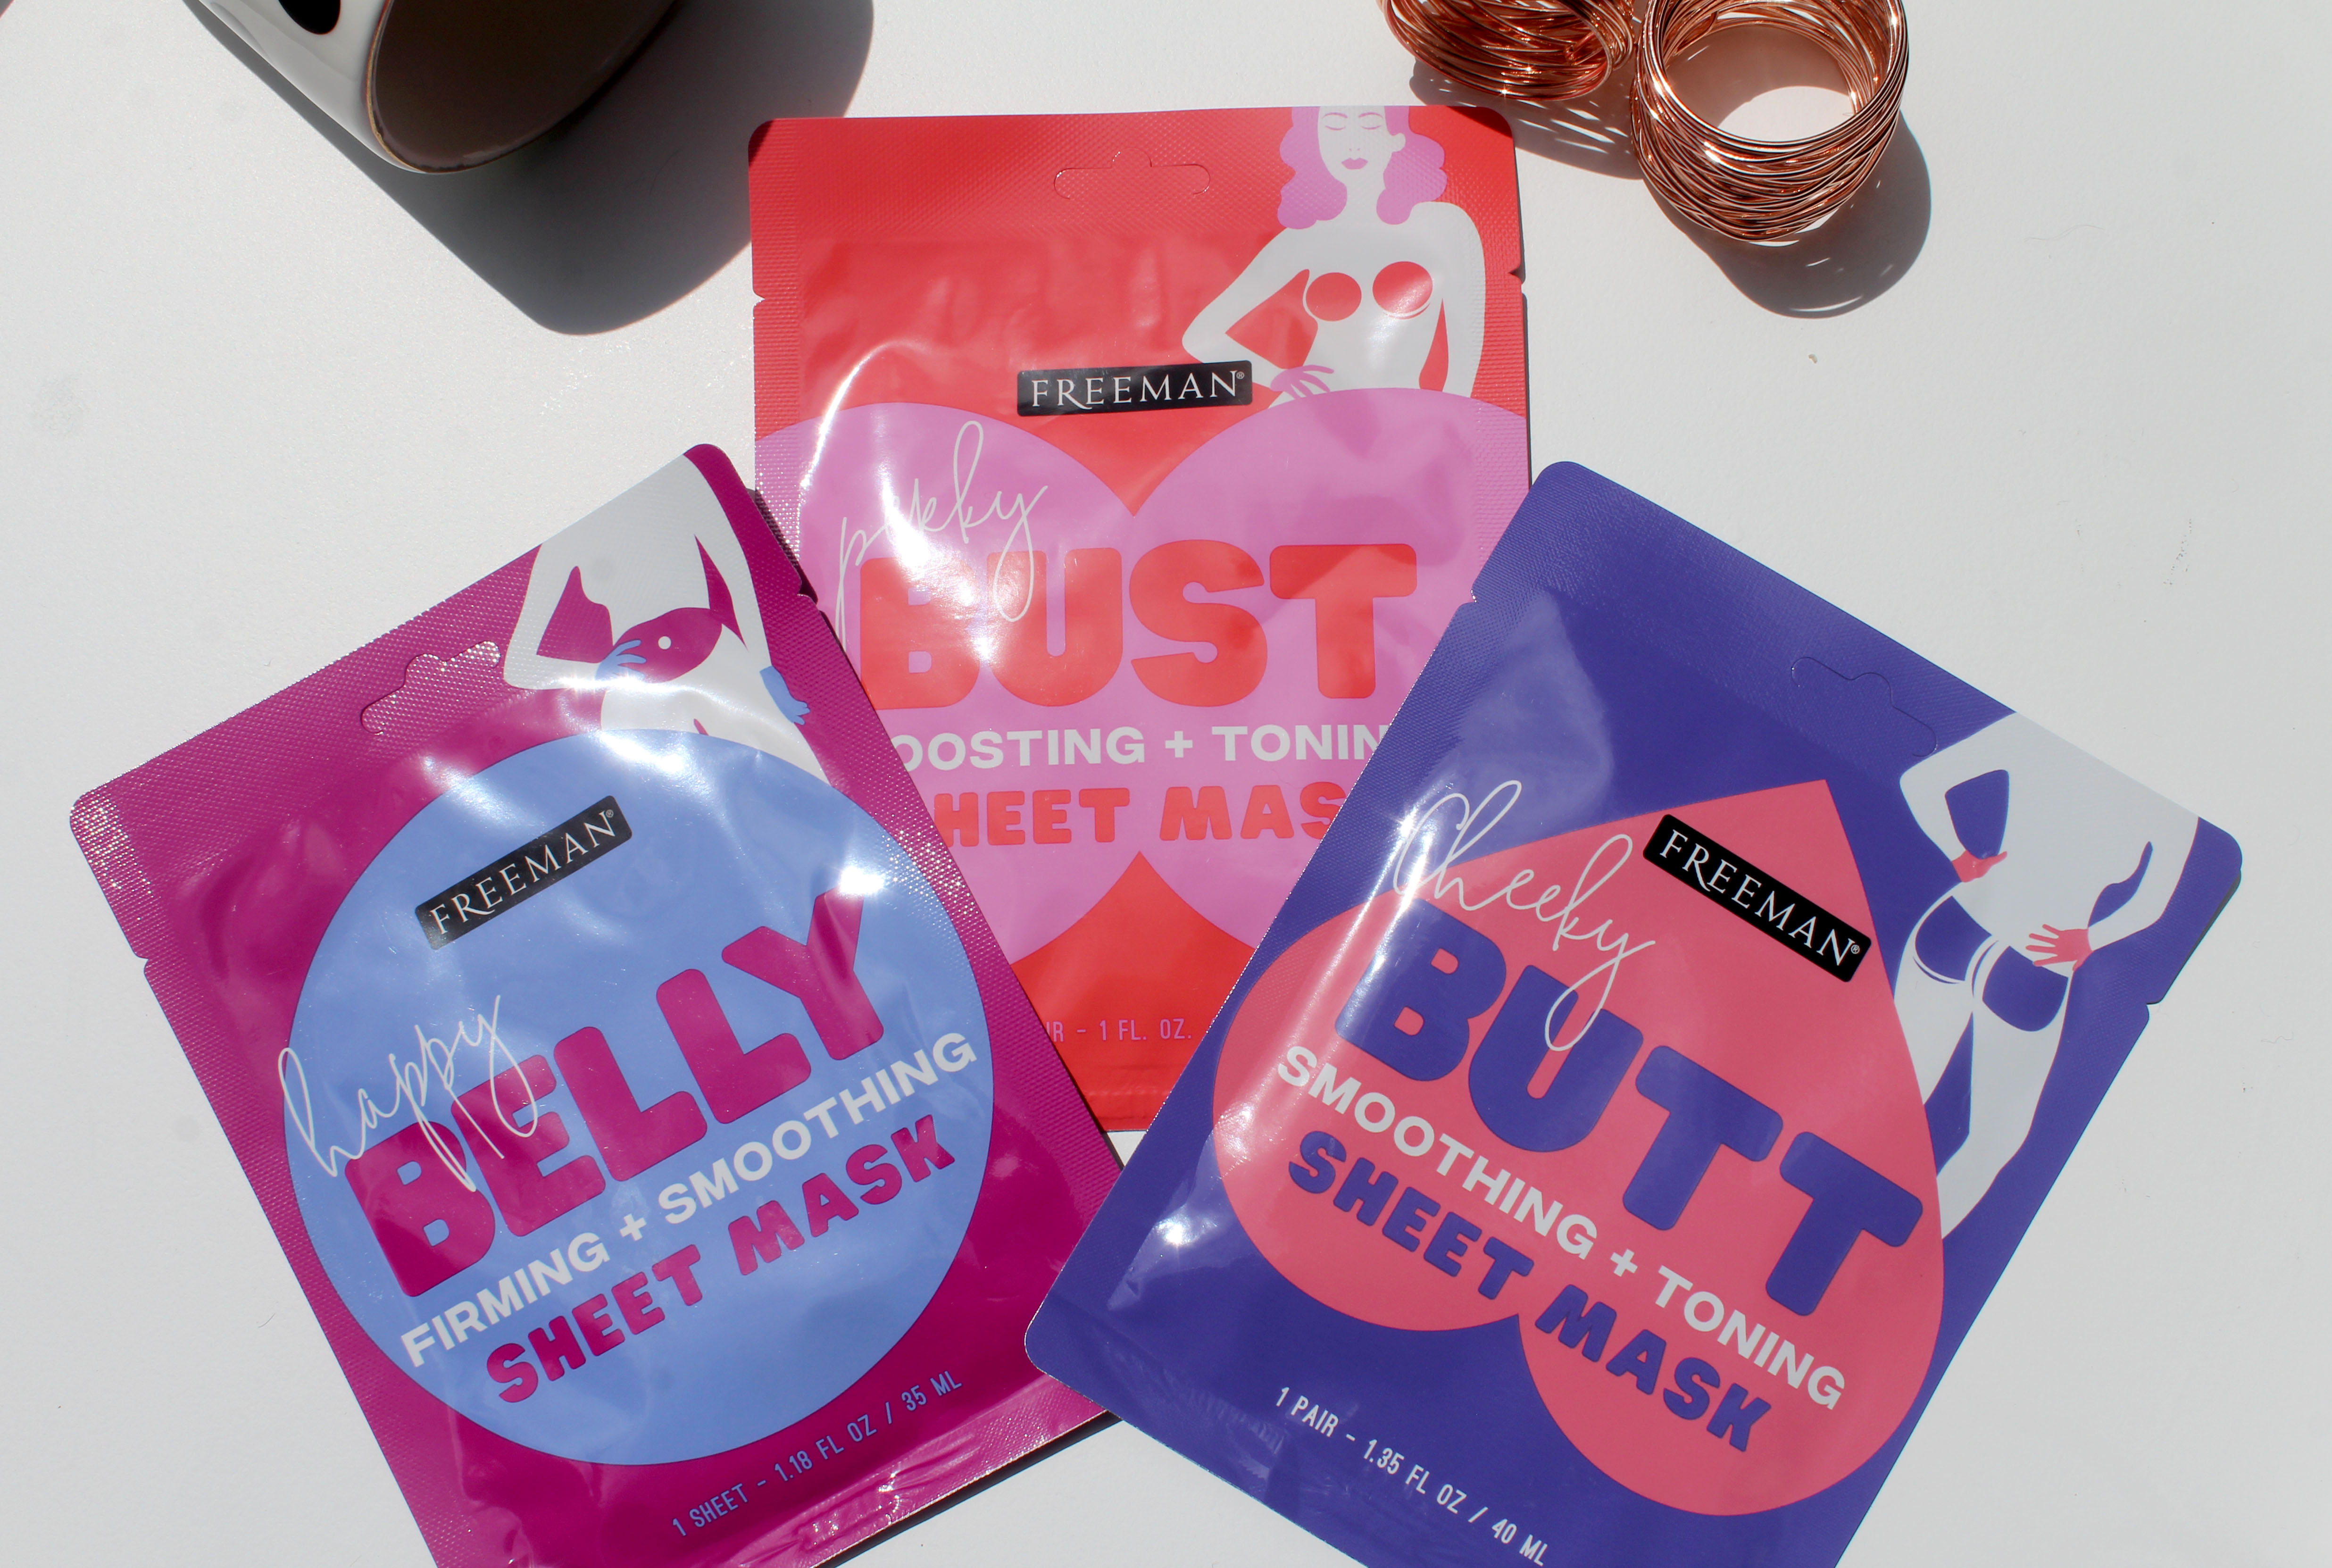 FREEMAN®
perky
BUST
OOSTING + TONIN
HEET MAS
IR - 1 FL. OZ.
FREEMAN®
happy
BELLY
FIRMING + SMOOTHING
SHEET MASK
1 SHEET - 1.18 FL OZ / 35 ML
FREEMAN®
Cheeky
BUTT
SMOOTHING + TONING
SHEET MASK
1 PAIR - 1.35 FL OZ / 40 ML